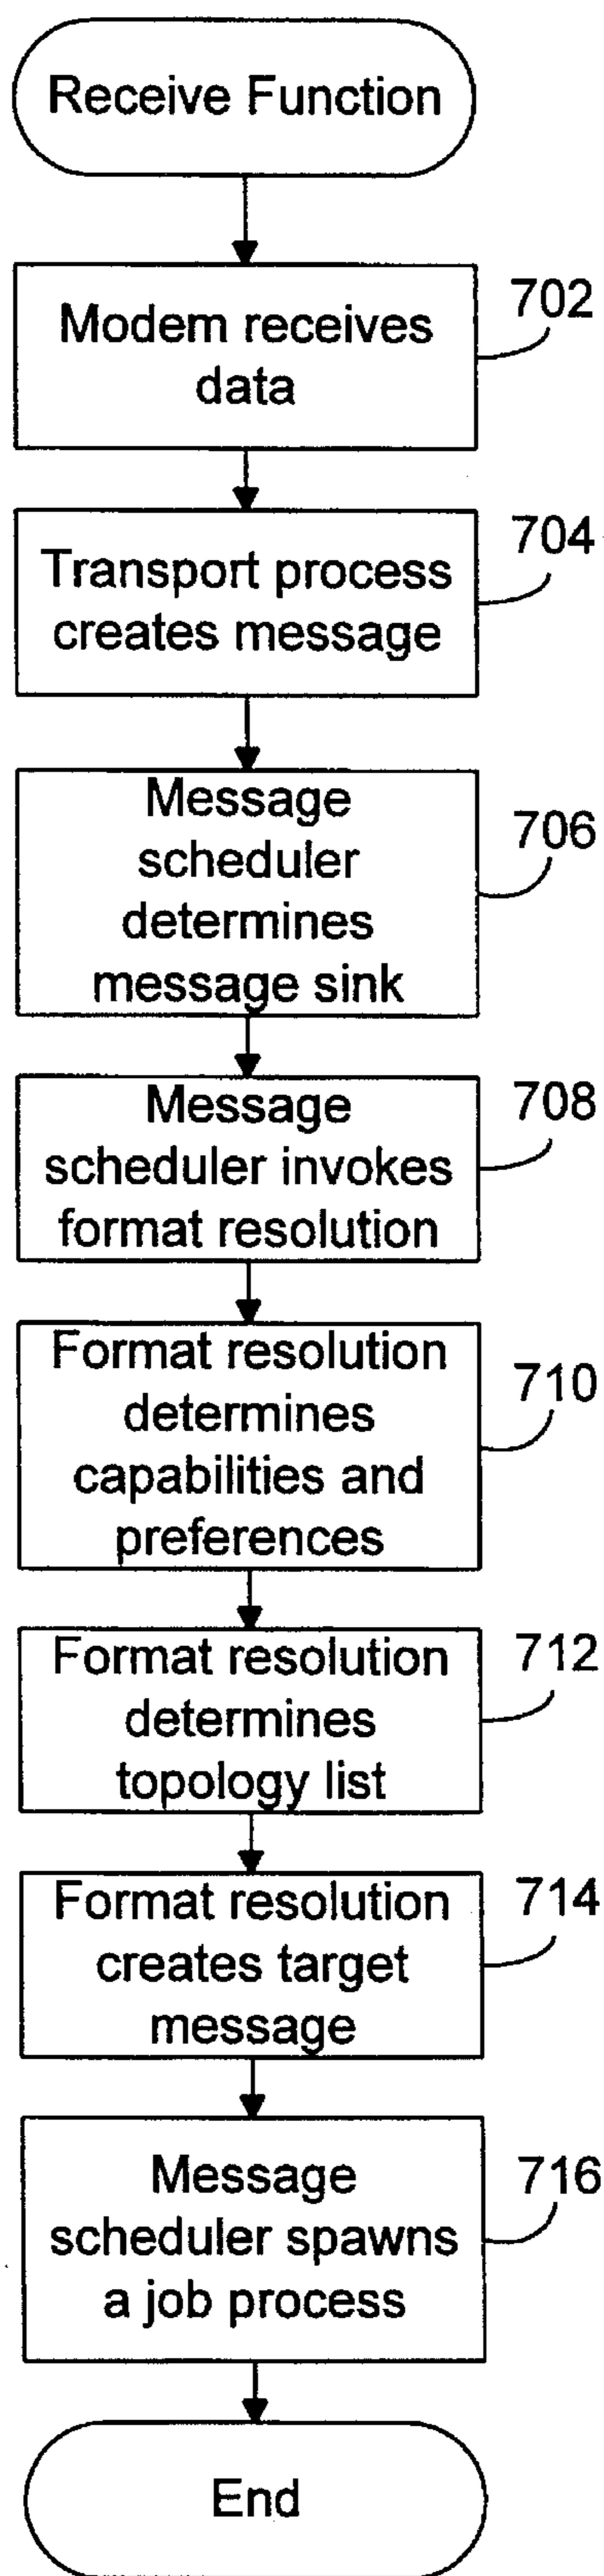 Receive Function
702
Modem receives
data
704
Transport process
creates message
706
Message
scheduler
determines
message sink
708
Message
scheduler invokes
format resolution
710
Format resolution
determines
capabilities and
preferences
712
Format resolution
determines
topology list
714
Format resolution
creates target
message
716
Message
scheduler spawns
a job process
End